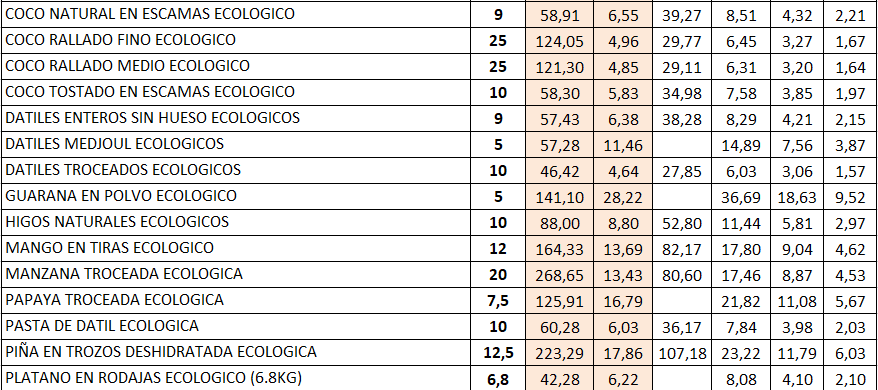 COCO NATURAL EN ESCAMAS ECOLOGICO 9 58,91 6,55 39,27 8,51 4,32 2,21
COCO RALLADO FINO ECOLOGICO 25 124,05 4,96 29,77 6,45 3,27 1,67
COCO RALLADO MEDIO ECOLOGICO 25 121,30 4,85 29,11 6,31 3,20 1,64
COCO TOSTADO EN ESCAMAS ECOLOGICO 10 58,30 5,83 34,98 7,58 3,85 1,97
DATILES ENTEROS SIN HUESO ECOLOGICOS 9 57,43 6,38 38,28 8,29 4,21 2,15
DATILES MEDJOUL ECOLOGICOS 5 57,28 11,46 14,89 7,56 3,87
DATILES TROCEADOS ECOLOGICOS 10 46,42 4,64 27,85 6,03 3,06 1,57
GUARANA EN POLVO ECOLOGICO 5 141,10 28,22 36,69 18,63 9,52
HIGOS NATURALES ECOLOGICOS 10 88,00 8,80 52,80 11,44 5,81 2,97
MANGO EN TIRAS ECOLOGICO 12 164,33 13,69 82,17 17,80 9,04 4,62
MANZANA TROCEADA ECOLOGICA 20 268,65 13,43 80,60 17,46 8,87 4,53
PAPAYA TROCEADA ECOLOGICA 7,5 125,91 16,79 21,82 11,08 5,67
PASTA DE DATIL ECOLOGICA 10 60,28 6,03 36,17 7,84 3,98 2,03
PIÑA EN TROZOS DESHIDRATADA ECOLOGICA 12,5 223,29 17,86 107,18 23,22 11,79 6,03
PLATANO EN RODAJAS ECOLOGICO (6.8KG) 6,8 42,28 6,22 8,08 4,10 2,10